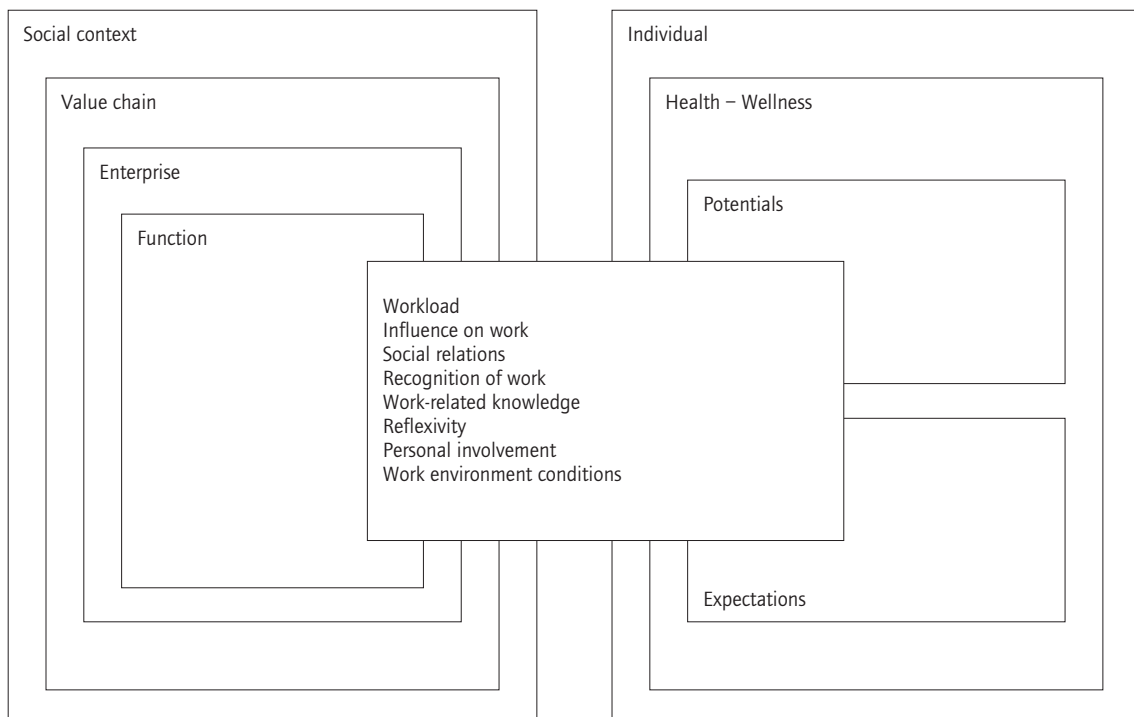 Social context
Value chain
Enterprise
Function
Individual
Health – Wellness
Potentials
Workload
Influence on work
Social relations
Recognition of work
Work-related knowledge
Reflexivity
Personal involvement
Work environment conditions
Expectations